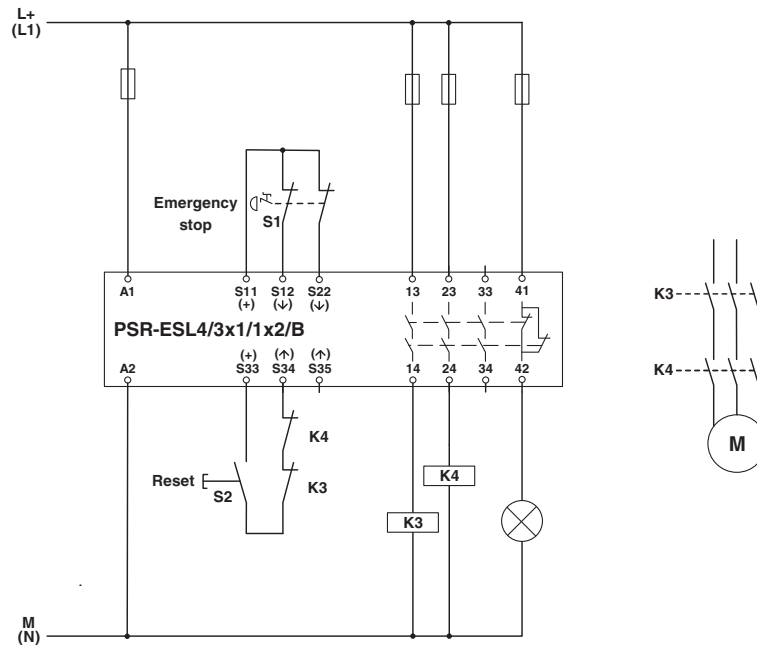 L+
(L1)
Emergency
stop
S1
A1
S11
(+)
S12
(↓)
S22
(↓)
13
23
33
41
PSR-ESL4/3x1/1x2/B
A2
(+)
S33
(↑)
S34
(↑)
S35
14
24
34
42
K3
K4
M
K4
K3
Reset
S2
K4
K3
M
(N)